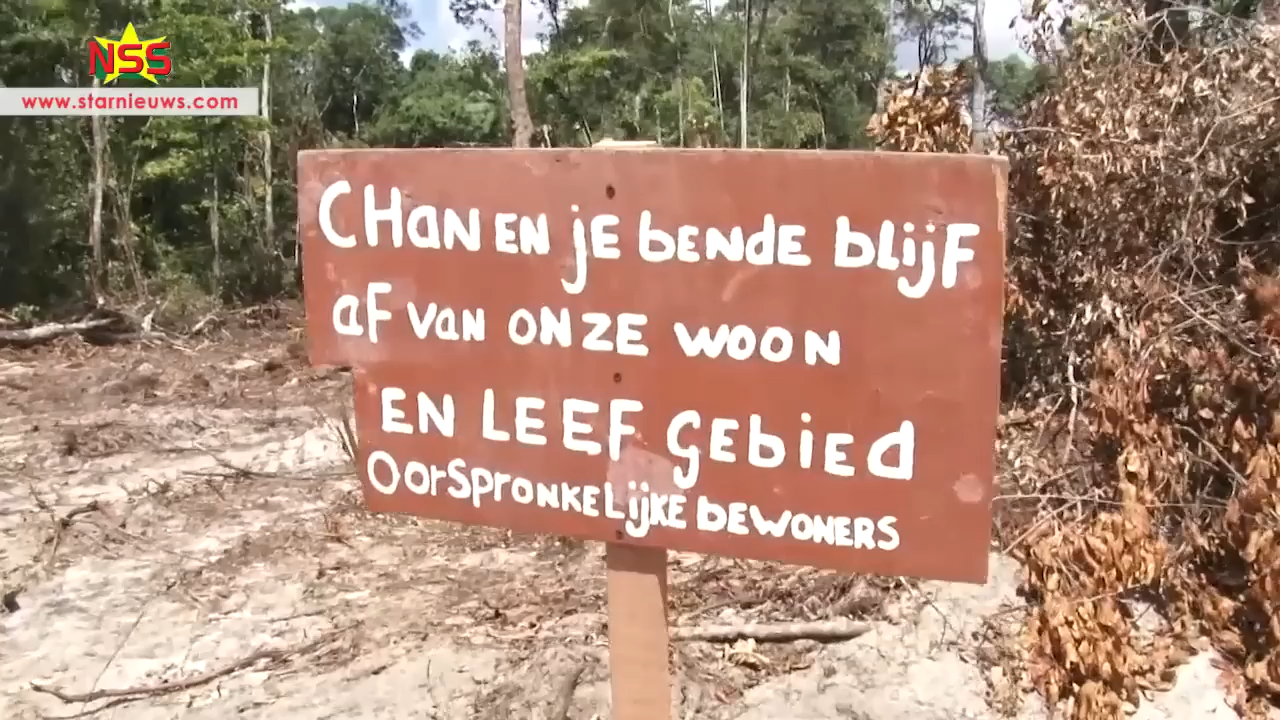 NSS
www.starnieuws.com
CHan EN jE bENdE blijF
aF van ONZE WOON
EN LEEF gEbiEd
OorSpronkELijkE bEWONERS